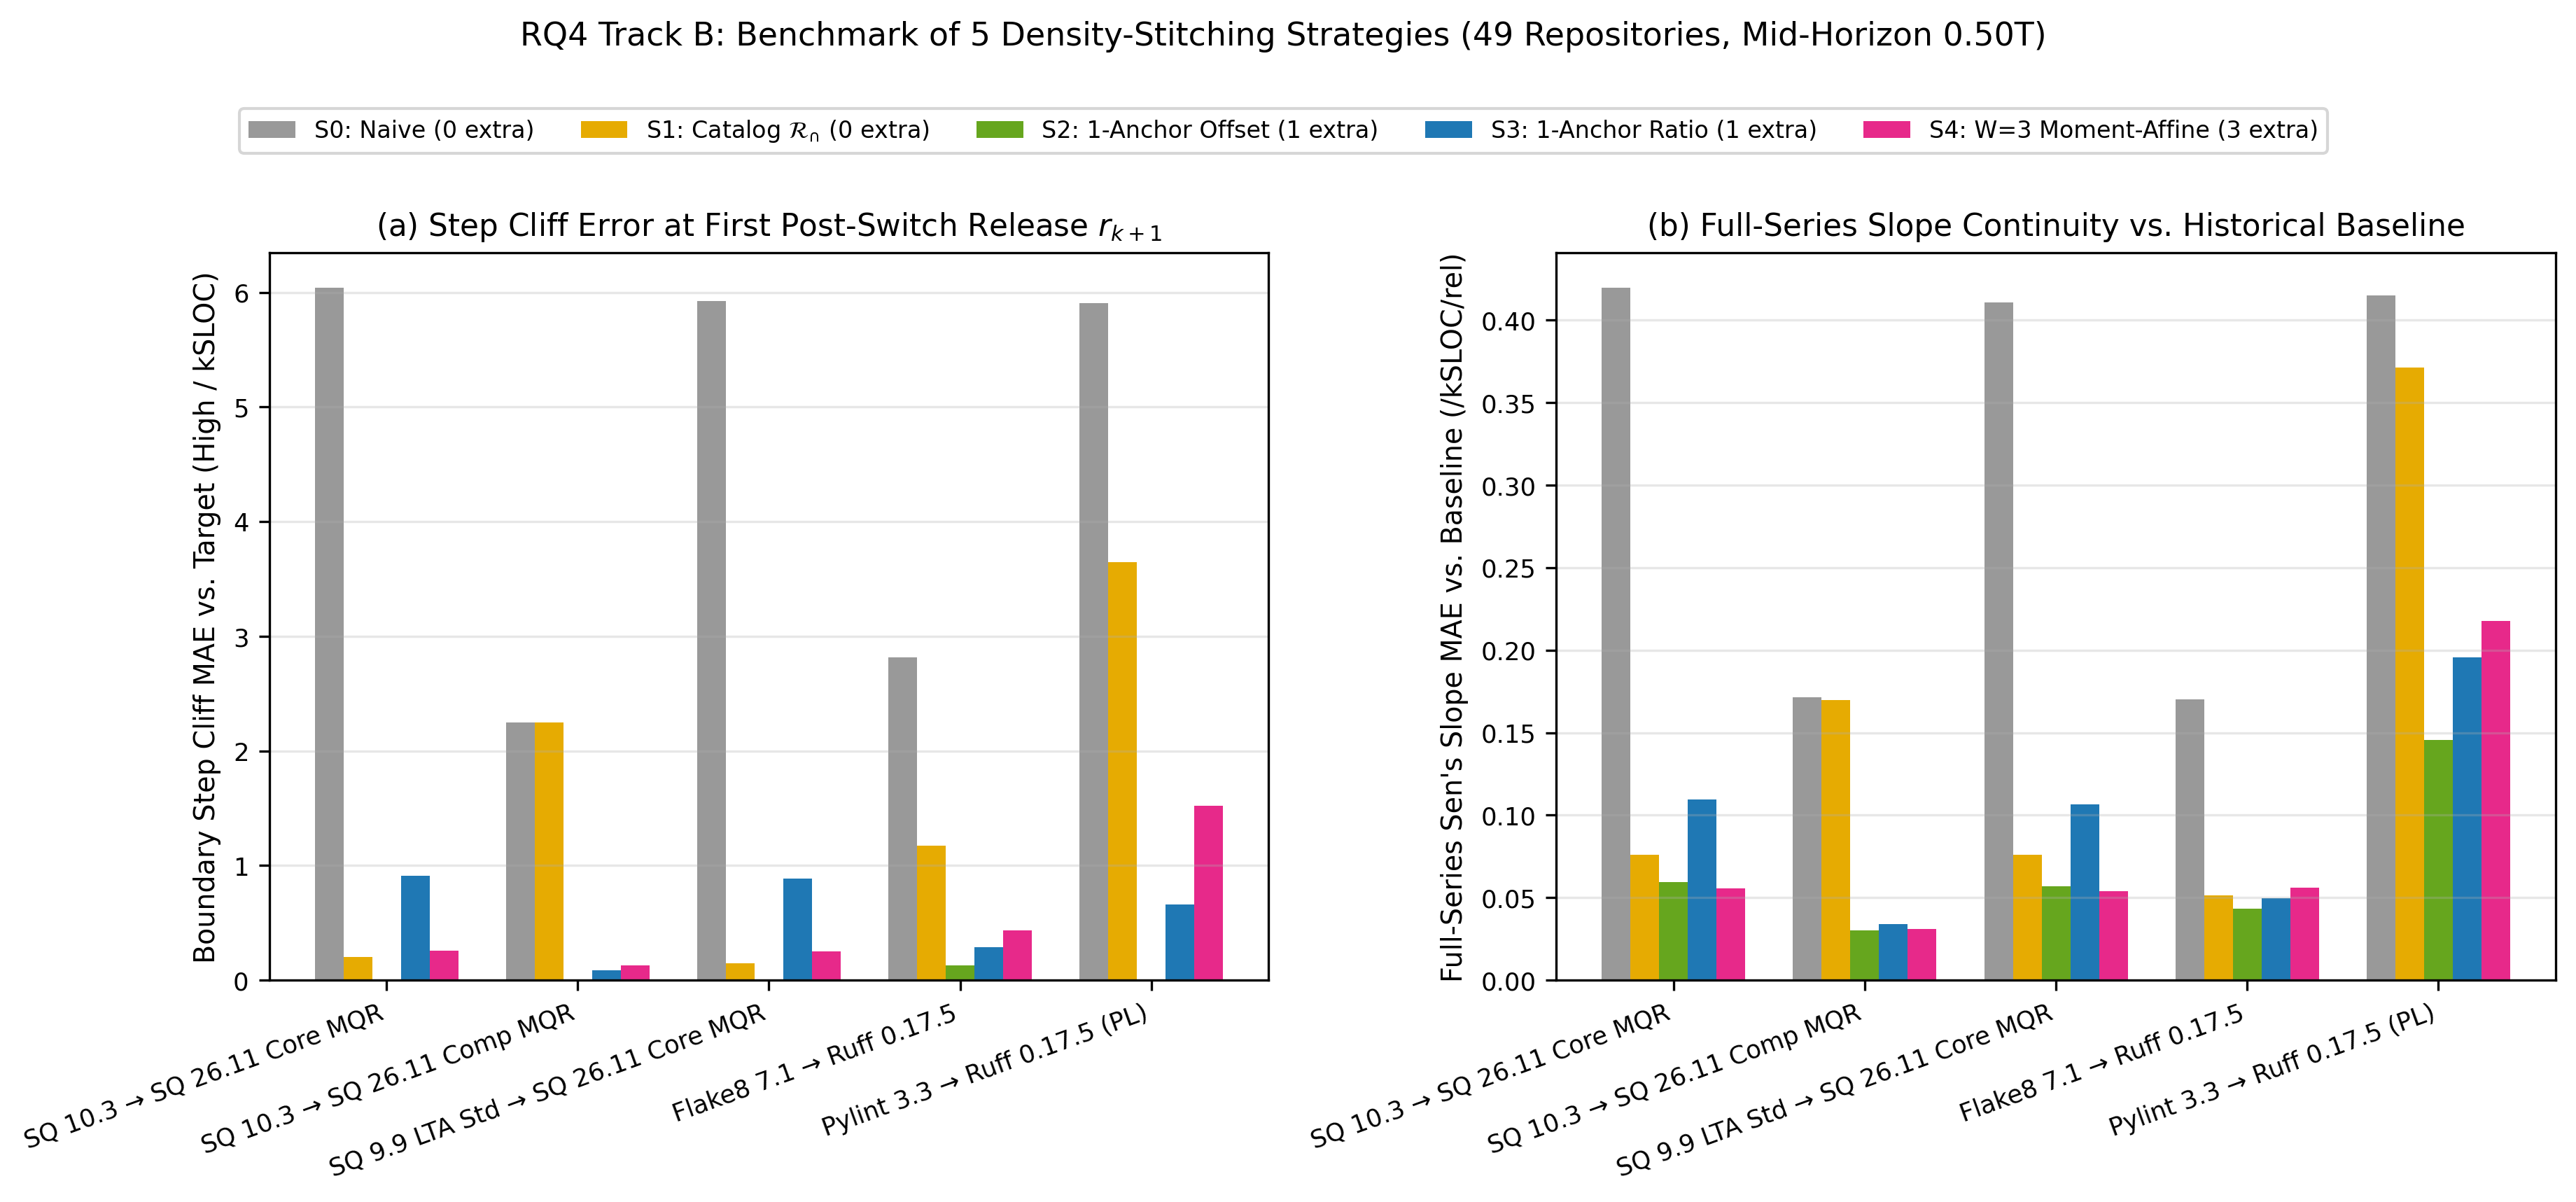 RQ4 Track B: Benchmark of 5 Density-Stitching Strategies (49 Repositories, Mid-Horizon 0.50T)
S0: Naive (0 extra)
S1: Catalog ℛ∩ (0 extra)
S2: 1-Anchor Offset (1 extra)
S3: 1-Anchor Ratio (1 extra)
S4: W=3 Moment-Affine (3 extra)
(a) Step Cliff Error at First Post-Switch Release rk+1
Boundary Step Cliff MAE vs. Target (High / kSLOC)
6
5
4
3
2
1
0
SQ 10.3 → SQ 26.11 Core MQR
SQ 10.3 → SQ 26.11 Comp MQR
SQ 9.9 LTA Std → SQ 26.11 Core MQR
Flake8 7.1 → Ruff 0.17.5
Pylint 3.3 → Ruff 0.17.5 (PL)
(b) Full-Series Slope Continuity vs. Historical Baseline
Full-Series Sen's Slope MAE vs. Baseline (/kSLOC/rel)
0.40
0.35
0.30
0.25
0.20
0.15
0.10
0.05
0.00
SQ 10.3 → SQ 26.11 Core MQR
SQ 10.3 → SQ 26.11 Comp MQR
SQ 9.9 LTA Std → SQ 26.11 Core MQR
Flake8 7.1 → Ruff 0.17.5
Pylint 3.3 → Ruff 0.17.5 (PL)